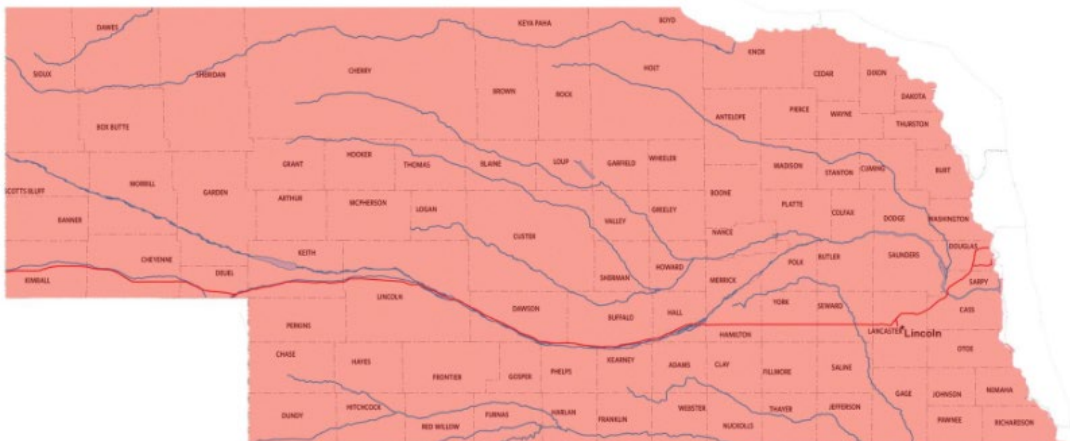 DAWES
KEYA PAHA
BOYD
KNOX
SIOUX
SHERIDAN
CHERRY
HOLT
CEDAR
DIXON
BROWN
ROCK
DAKOTA
ANTELOPE
PIERCE
WAYNE
THURSTON
BOX BUTTE
GRANT
HOOKER
THOMAS
BLAINE
LOUP
GARFIELD
WHEELER
MADISON
STANTON
CUMING
BURT
SCOTTS BLUFF
MORRILL
GARDEN
ARTHUR
MCPHERSON
LOGAN
BOONE
PLATTE
COLFAX
DODGE
WASHINGTON
BANNER
CUSTER
VALLEY
GREELEY
NANCE
DOUGLAS
CHEYENNE
DEUEL
KEITH
SHERMAN
HOWARD
MERRICK
POLK
BUTLER
SAUNDERS
SARPY
KIMBALL
LINCOLN
DAWSON
BUFFALO
HALL
YORK
SEWARD
CASS
PERKINS
HAMILTON
LANCASTER
Lincoln
OTOE
CHASE
HAYES
FRONTIER
GOSPER
PHELPS
KEARNEY
ADAMS
CLAY
FILLMORE
SALINE
GAGE
JOHNSON
NEMAHA
DUNDY
HITCHCOCK
RED WILLOW
FURNAS
HARLAN
FRANKLIN
WEBSTER
NUCKOLLS
THAYER
JEFFERSON
PAWNEE
RICHARDSON